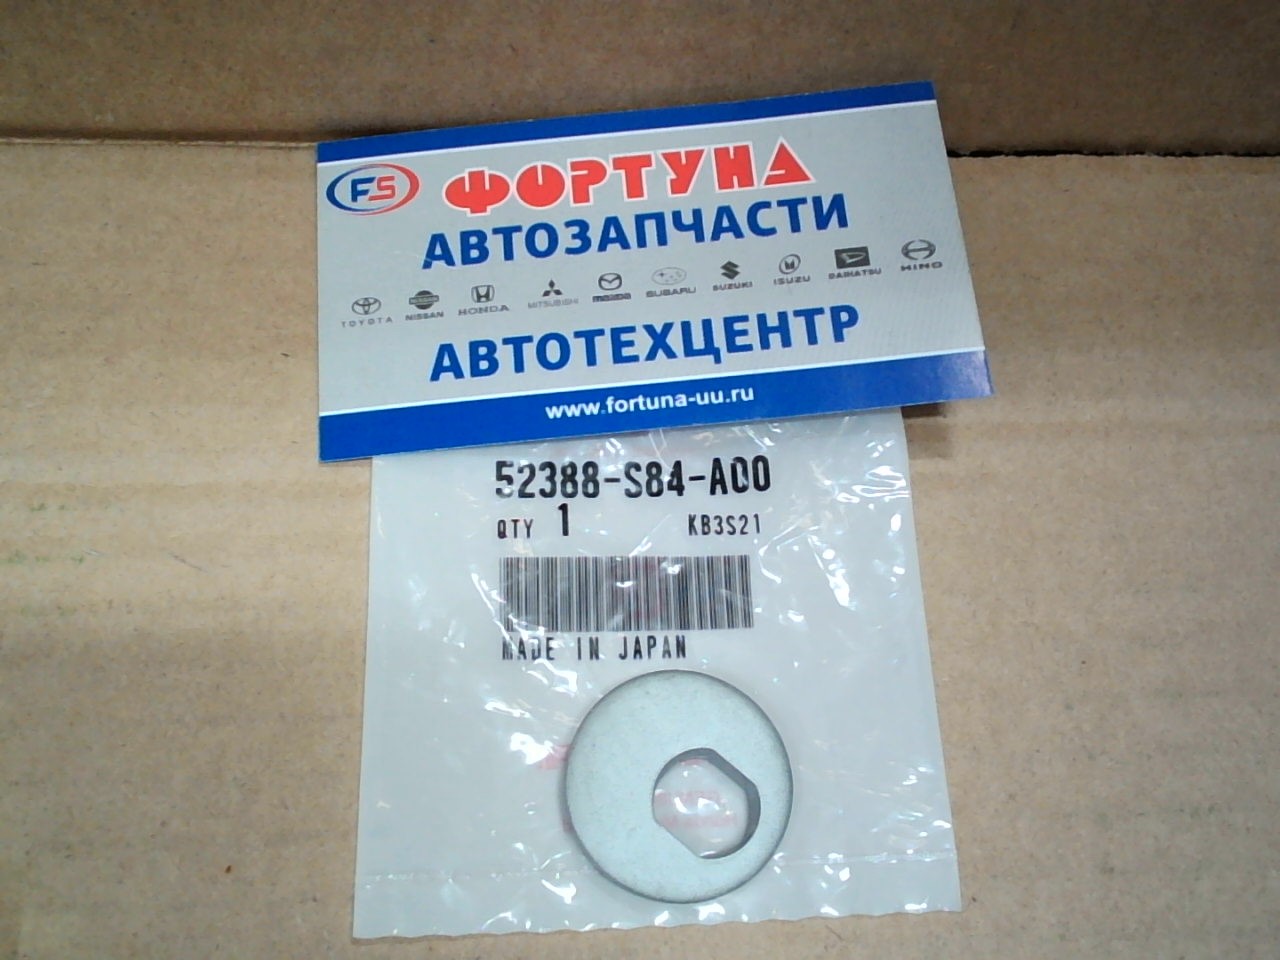 FS ФОРТУНА
АВТОЗАПЧАСТИ
TOYOTA NISSAN HONDA MITSUBISHI mazda SUBARU SUZUKI ISUZU DAIHATSU HINO
АВТОТЕХЦЕНТР
www.fortuna-uu.ru
52388-S84-A00
QTY 1 KB3S21
MADE IN JAPAN